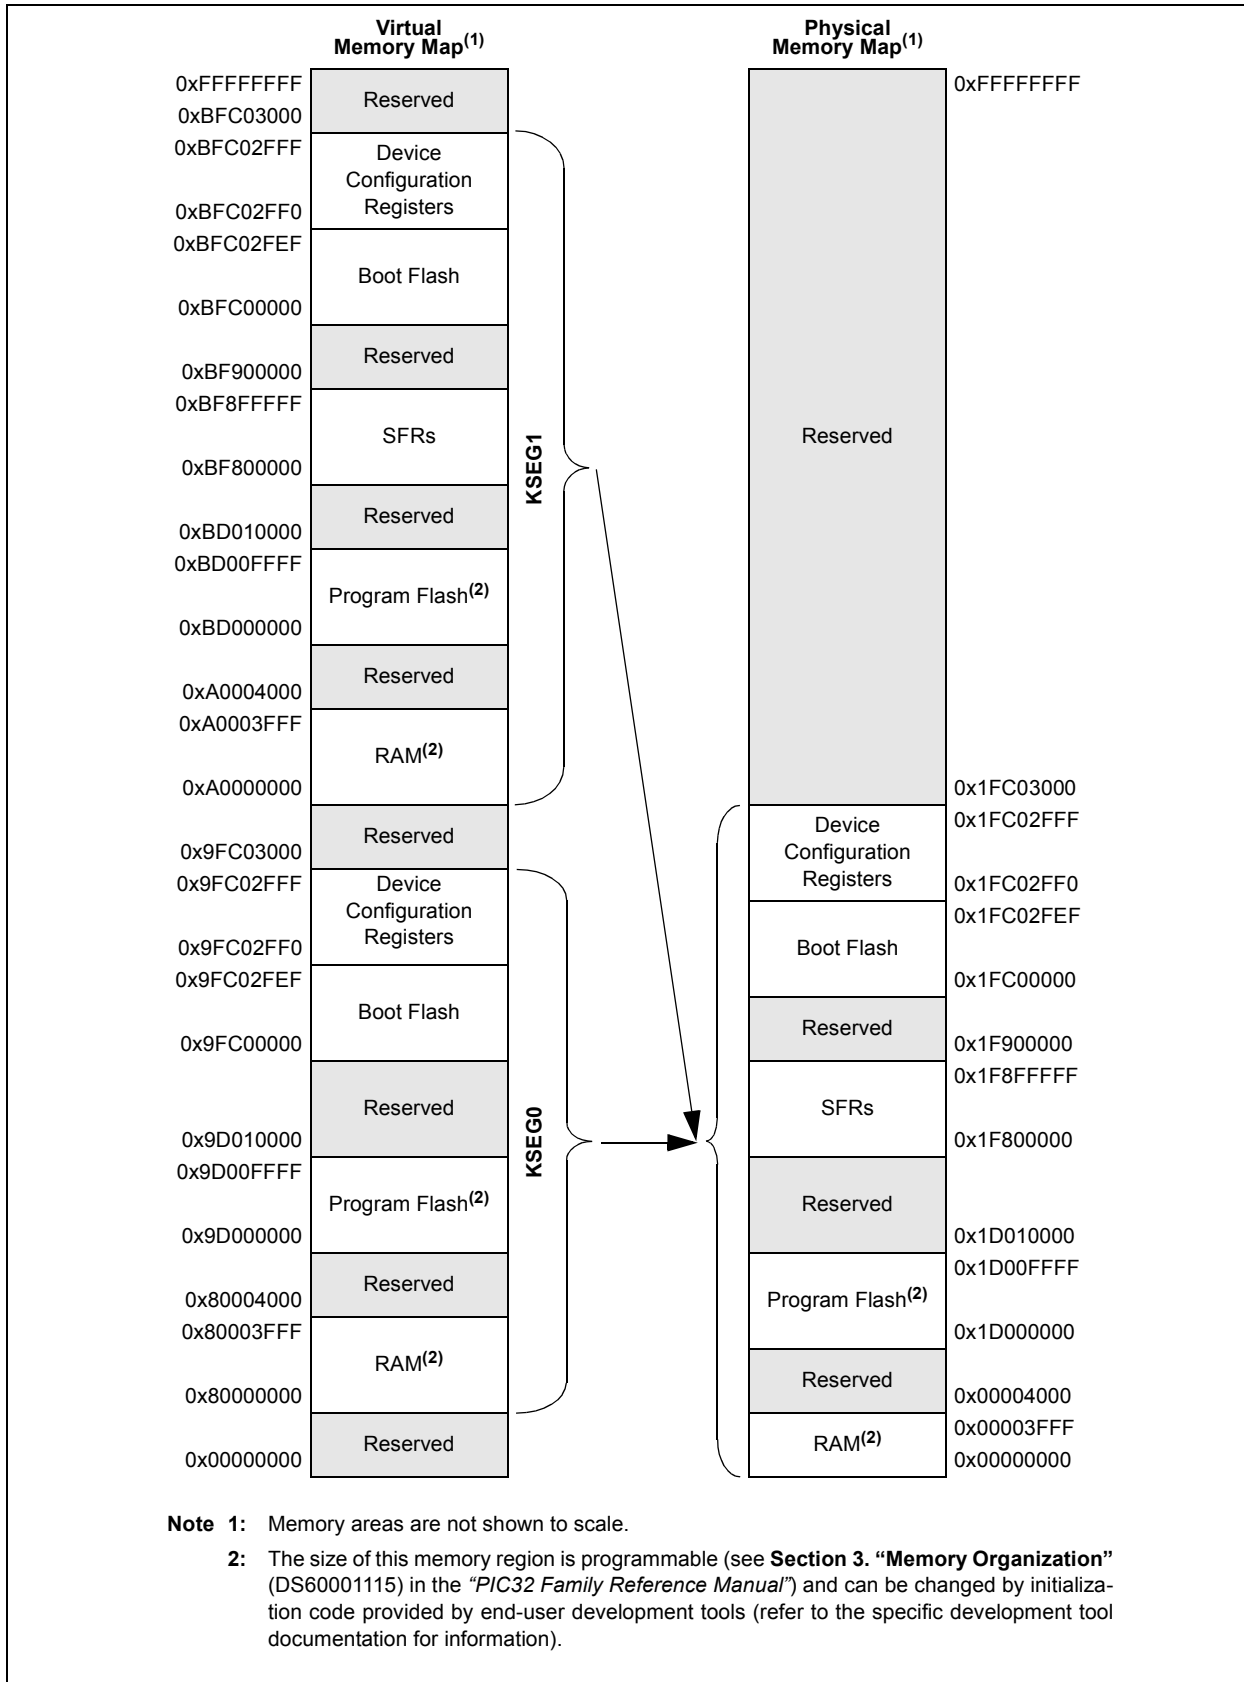 Virtual
Memory Map(1)
Physical
Memory Map(1)
0xFFFFFFFF
Reserved
0xBFC03000
0xBFC02FFF
Device
Configuration
Registers
0xBFC02FF0
0xBFC02FEF
Boot Flash
0xBFC00000
Reserved
0xBF900000
0xBF8FFFFF
SFRs
0xBF800000
Reserved
0xBD010000
0xBD00FFFF
Program Flash(2)
0xBD000000
Reserved
0xA0004000
0xA0003FFF
RAM(2)
0xA0000000
KSEG1
Reserved
0x9FC03000
0x9FC02FFF
Device
Configuration
Registers
0x9FC02FF0
0x9FC02FEF
Boot Flash
0x9FC00000
Reserved
0x9D010000
0x9D00FFFF
Program Flash(2)
0x9D000000
Reserved
0x80004000
0x80003FFF
RAM(2)
0x80000000
KSEG0
Reserved
0x00000000
0xFFFFFFFF
Reserved
0x1FC03000
0x1FC02FFF
Device
Configuration
Registers
0x1FC02FF0
0x1FC02FEF
Boot Flash
0x1FC00000
Reserved
0x1F900000
0x1F8FFFFF
SFRs
0x1F800000
Reserved
0x1D010000
0x1D00FFFF
Program Flash(2)
0x1D000000
Reserved
0x00004000
0x00003FFF
RAM(2)
0x00000000
Note 1: Memory areas are not shown to scale.
2: The size of this memory region is programmable (see Section 3. “Memory Organization”
(DS60001115) in the “PIC32 Family Reference Manual”) and can be changed by initializa-
tion code provided by end-user development tools (refer to the specific development tool
documentation for information).